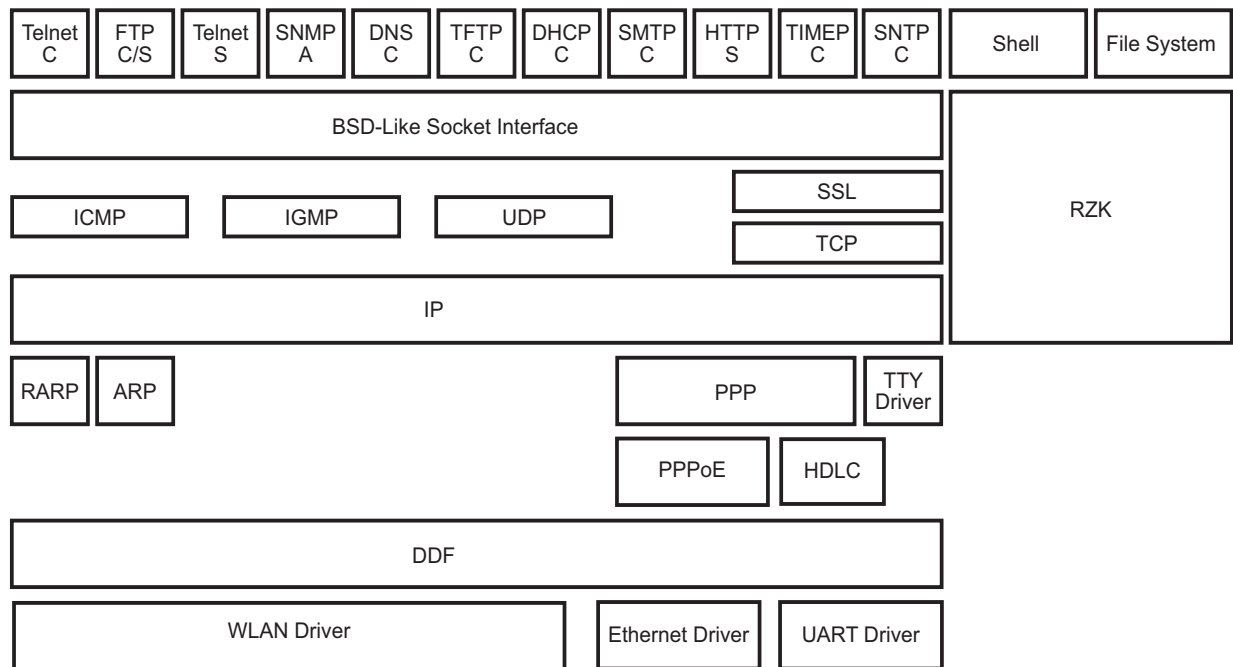 Telnet
C
FTP
C/S
Telnet
S
SNMP
A
DNS
C
TFTP
C
DHCP
C
SMTP
C
HTTP
S
TIMEP
C
SNTP
C
Shell
File System
BSD-Like Socket Interface
RZK
ICMP
IGMP
UDP
SSL
TCP
IP
RARP
ARP
PPP
TTY
Driver
PPPoE
HDLC
DDF
WLAN Driver
Ethernet Driver
UART Driver